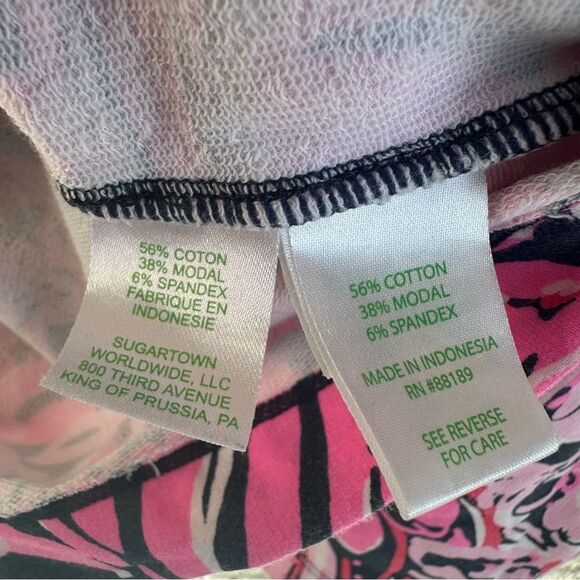 56% COTON
38% MODAL
6% SPANDEX
FABRIQUE EN
INDONESIE
SUGARTOWN
WORLDWIDE, LLC
800 THIRD AVENUE
KING OF PRUSSIA, PA
56% COTTON
38% MODAL
6% SPANDEX
MADE IN INDONESIA
RN #88189
SEE REVERSE
FOR CARE